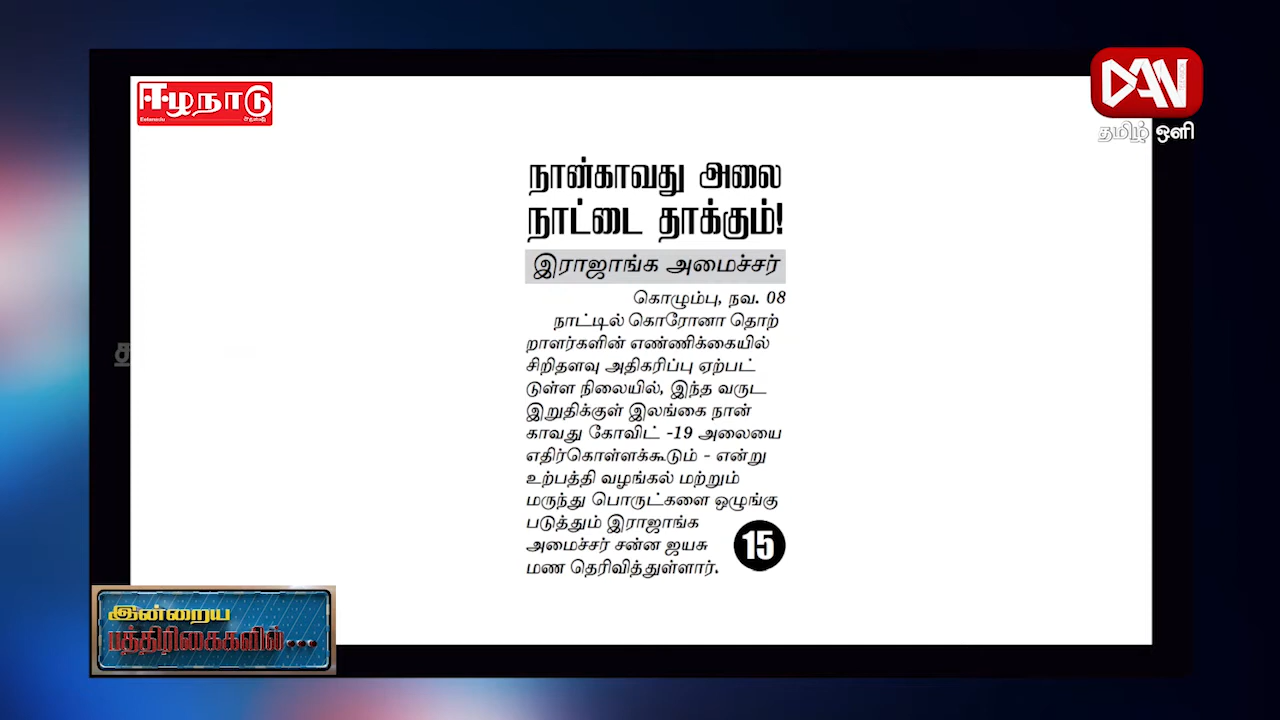 ஈழநாடு
DAN
தமிழ் ஒளி
நான்காவது அலை
நாட்டை தாக்கும்!
இராஜாங்க அமைச்சர்
கொழும்பு, நவ. 08
நாட்டில் கொரோனா தொற்
றாளர்களின் எண்ணிக்கையில்
சிறிதளவு அதிகரிப்பு ஏற்பட்
டுள்ள நிலையில், இந்த வருட
இறுதிக்குள் இலங்கை நான்
காவது கோவிட் -19 அலையை
எதிர்கொள்ளக்கூடும் - என்று
உற்பத்தி வழங்கல் மற்றும்
மருந்து பொருட்களை ஒழுங்கு
படுத்தும் இராஜாங்க
அமைச்சர் சன்ன ஜயசு
மண தெரிவித்துள்ளார்.
15
இன்றைய
பத்திரிகைகளில்...